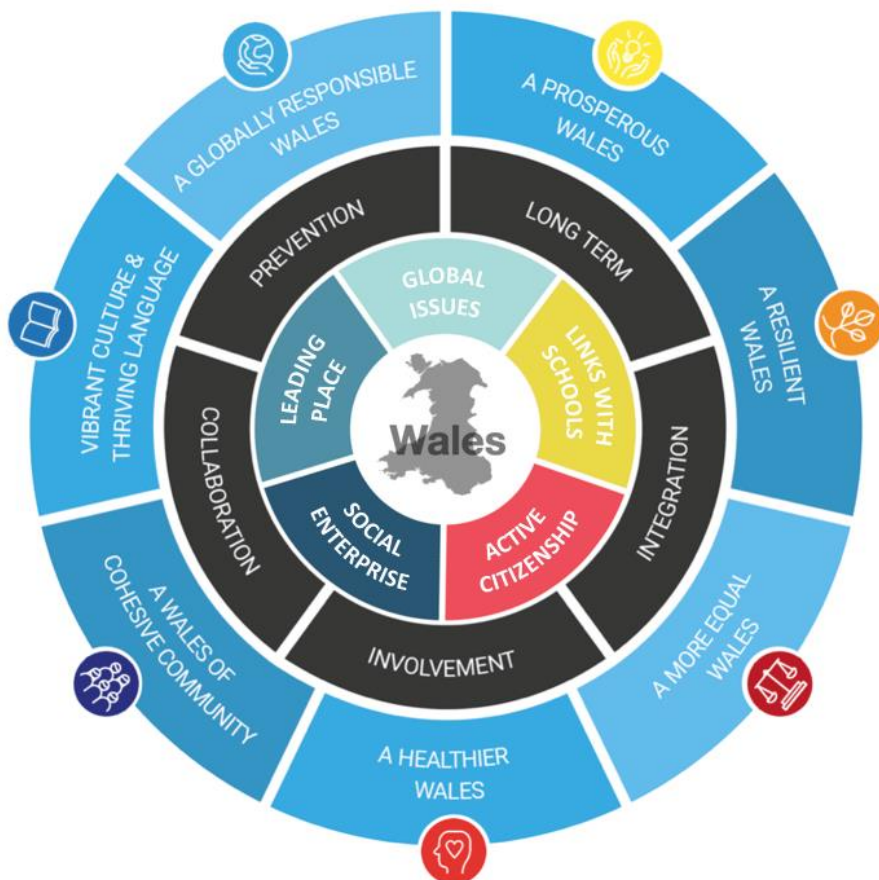 A GLOBALLY RESPONSIBLE
WALES
A PROSPEROUS
WALES
A RESILIENT
WALES
A MORE EQUAL
WALES
A HEALTHIER
WALES
A WALES OF
COHESIVE COMMUNITY
VIBRANT CULTURE &
THRIVING LANGUAGE
PREVENTION
LONG TERM
INTEGRATION
INVOLVEMENT
COLLABORATION
GLOBAL
ISSUES
LINKS WITH
SCHOOLS
ACTIVE
CITIZENSHIP
SOCIAL
ENTERPRISE
LEADING
PLACE
Wales